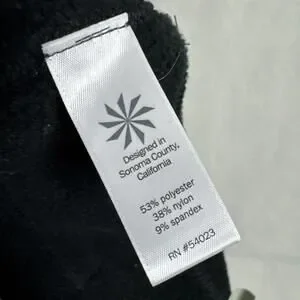 Designed in
Sonoma County,
California
53% polyester
38% nylon
9% spandex
RN #54023